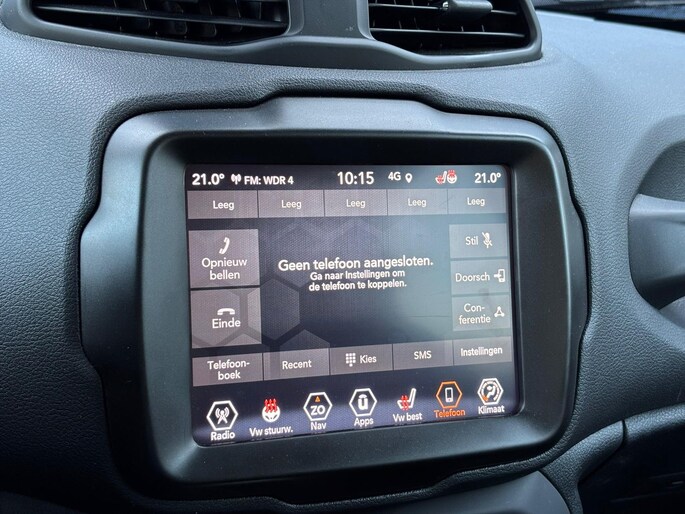 21.0° FM: WDR 4 10:15 4G 21.0°
Leeg Leeg Leeg Leeg Leeg
Opnieuw
bellen
Geen telefoon aangesloten.
Ga naar Instellingen om
de telefoon te koppelen.
Stil
Doorsch
Einde
Con-
ferentie
Telefoon-
boek
Recent
Kies
SMS
Instellingen
Radio
Vw stuurw.
ZO
Nav
Apps
Vw best
Telefoon
Klimaat